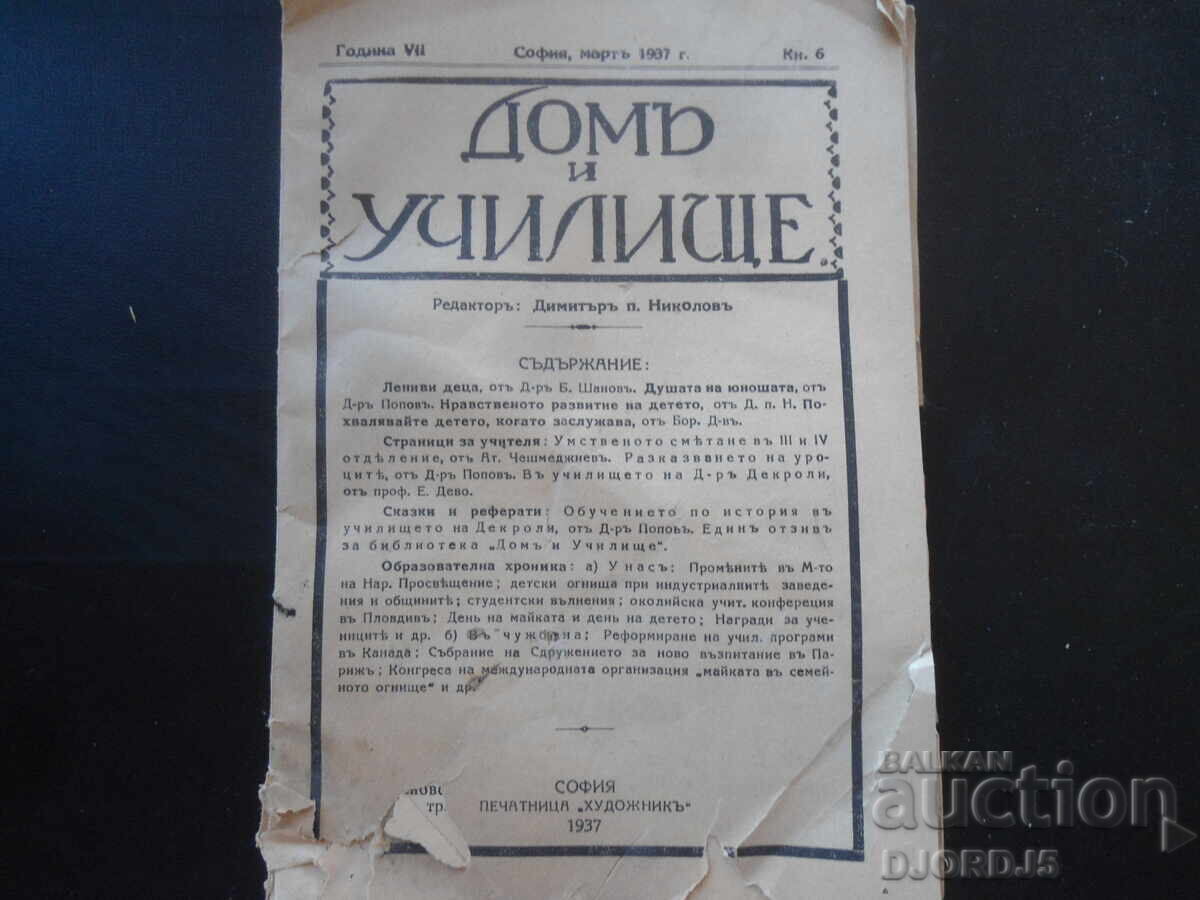 Година VII София, мартъ 1937 г. Кн. 6
ДОМЪ
и
УЧИЛИЩЕ.
Редакторъ: Димитъръ п. Николовъ
СЪДЪРЖАНИЕ:
Лениви деца, отъ Д-ръ Б. Шановъ. Душата на юношата, отъ
Д-ръ Поповъ. Нравственото развитие на детето, отъ Д. п. Н. По-
хвалявайте детето, когато заслужава, отъ Бор. Д-въ.
Страници за учителя: Умственото смѣтане въ III и IV
отдѣление, отъ Ат. Чешмеджиевъ. Разказването на уро-
цитѣ, отъ Д-ръ Поповъ. Въ училището на Д-ръ Декроли,
отъ проф. Е. Дево.
Сказки и реферати: Обучението по история въ
училището на Декроли, отъ Д-ръ Поповъ. Единъ отзивъ
за библиотека „Домъ и Училище“.
Образователна хроника: а) У насъ: Промѣнитѣ въ М-то
на Нар. Просвѣщение; детски огнища при индустриалнитѣ заведе-
ния и общинитѣ; студентски вълнения; околийска учит. конфереция
въ Пловдивъ; День на майката и день на детето; Награди за уче-
ницитѣ и др. б) Въ чужбина; Реформиране на учил. програми
въ Канада; Събрание на Сдружението за ново възпитание въ Па-
рижъ; Конгреса на международната организация „майката въ семей-
ното огнище“ и др.
СОФИЯ
ПЕЧАТНИЦА „ХУДОЖНИКЪ“
1937
BALKAN
auction
DJORDJ5